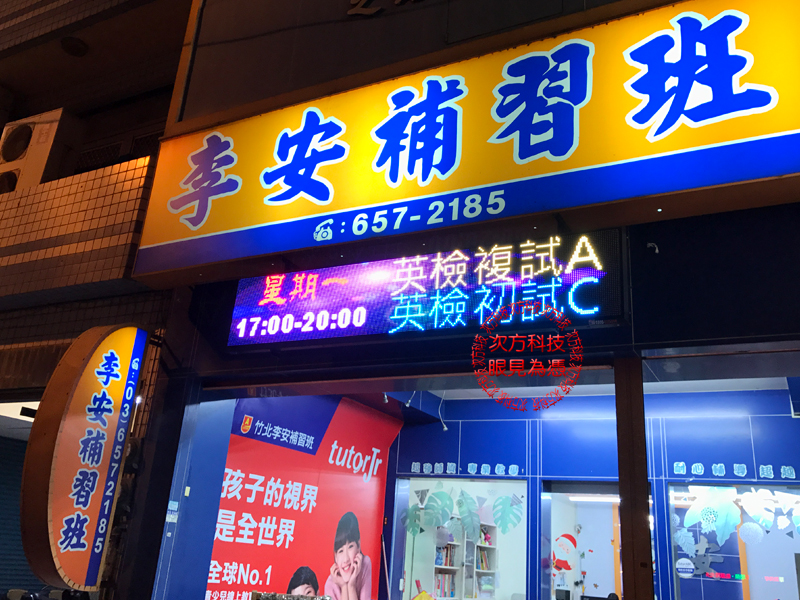 李安補習班
☎:657-2185
星期一
17:00-20:00
英檢複試A
英檢初試C
次方科技
眼見為憑
☎:(03)6572185
李安補習班
竹北李安補習班
tutorJr
孩子的視界
是全世界
全球No.1